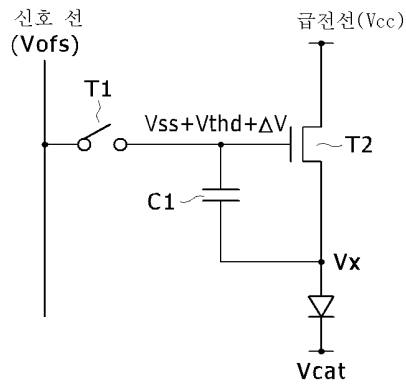 신호 선
(Vofs)
급전선(Vcc)
T1
Vss+Vthd+ΔV
T2
C1
Vx
Vcat